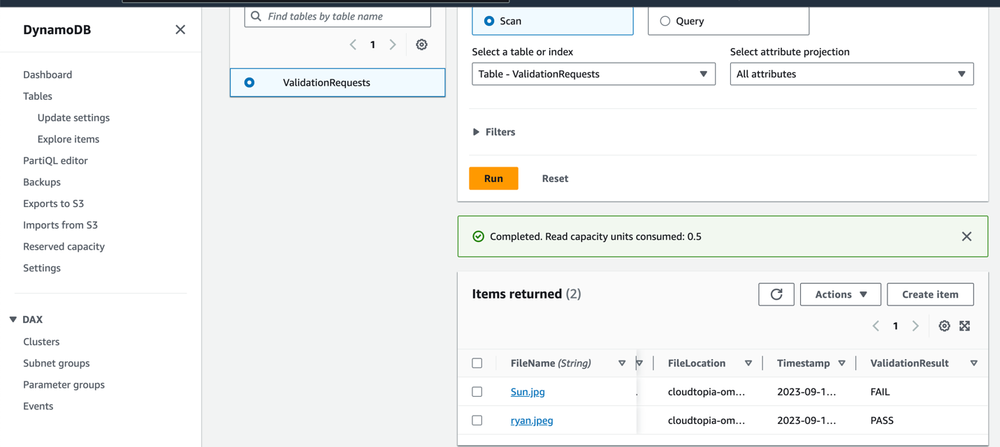 DynamoDB
Dashboard
Tables
Update settings
Explore items
PartiQL editor
Backups
Exports to S3
Imports from S3
Reserved capacity
Settings
DAX
Clusters
Subnet groups
Parameter groups
Events
Find tables by table name
1
ValidationRequests
Scan
Query
Select a table or index
Select attribute projection
Table - ValidationRequests
All attributes
Filters
Run Reset
Completed. Read capacity units consumed: 0.5
Items returned (2)
Actions
Create item
1
FileName (String) FileLocation Timestamp ValidationResult
Sun.jpg . cloudtopia-om... 2023-09-1... FAIL
ryan.jpeg cloudtopia-om... 2023-09-1... PASS